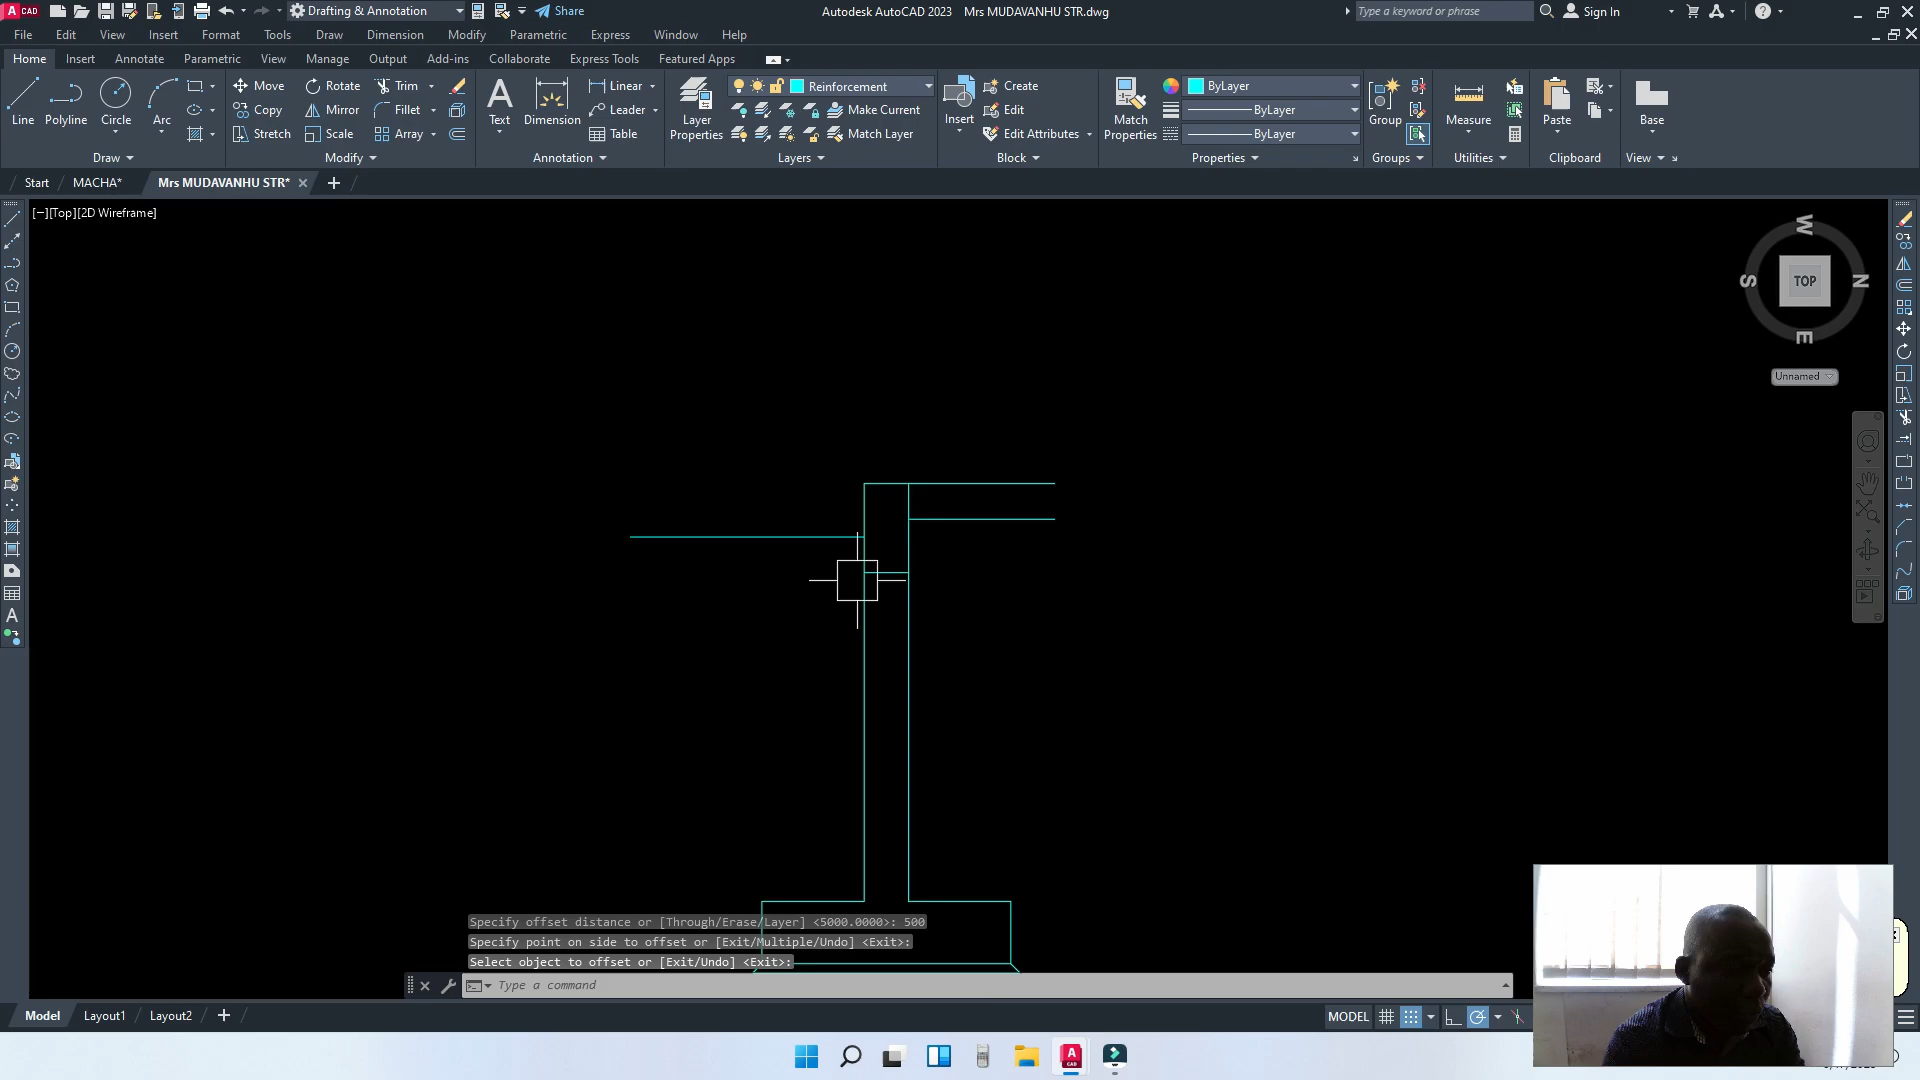 CAD
Drafting & Annotation
Share
Autodesk AutoCAD 2023 Mrs MUDAVANHU STR.dwg
Type a keyword or phrase
Sign In
File Edit View Insert Format Tools Draw Dimension Modify Parametric Express Window Help
Home Insert Annotate Parametric View Manage Output Add-ins Collaborate Express Tools Featured Apps
Line Polyline Circle Arc
Move Rotate Trim
Copy Mirror Fillet
Stretch Scale Array
Text Dimension
Linear
Leader
Table
Layer Properties
Reinforcement
Make Current
Match Layer
Insert
Create
Edit
Edit Attributes
Match Properties
ByLayer
ByLayer
ByLayer
Group
Measure
Paste
Base
Draw Modify Annotation Layers Block Properties Groups Utilities Clipboard View
Start MACHA* Mrs MUDAVANHU STR*
[−][Top][2D Wireframe]
W
S TOP N
E
Unnamed
Specify offset distance or [Through/Erase/Layer] <5000.0000>: 500
Specify point on side to offset or [Exit/Multiple/Undo] <Exit>:
Select object to offset or [Exit/Undo] <Exit>:
Type a command
Model Layout1 Layout2
MODEL
A
CAD